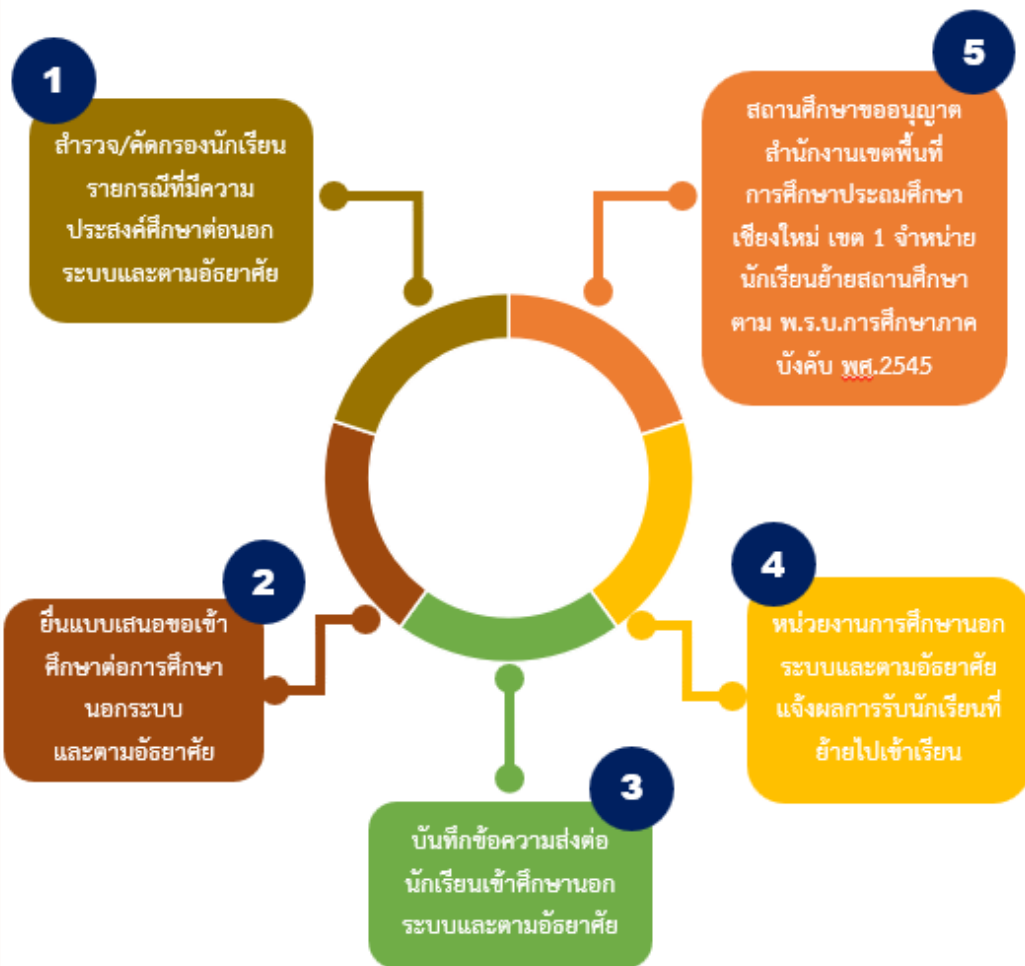 1
สำรวจ/คัดกรองนักเรียน
รายกรณีที่มีความ
ประสงค์ศึกษาต่อนอก
ระบบและตามอัธยาศัย
2
ยื่นแบบเสนอขอเข้า
ศึกษาต่อการศึกษา
นอกระบบ
และตามอัธยาศัย
3
บันทึกข้อความส่งต่อ
นักเรียนเข้าศึกษานอก
ระบบและตามอัธยาศัย
4
หน่วยงานการศึกษานอก
ระบบและตามอัธยาศัย
แจ้งผลการรับนักเรียนที่
ย้ายไปเข้าเรียน
5
สถานศึกษาขออนุญาต
สำนักงานเขตพื้นที่
การศึกษาประถมศึกษา
เชียงใหม่ เขต 1 จำหน่าย
นักเรียนย้ายสถานศึกษา
ตาม พ.ร.บ.การศึกษาภาค
บังคับ พศ.2545